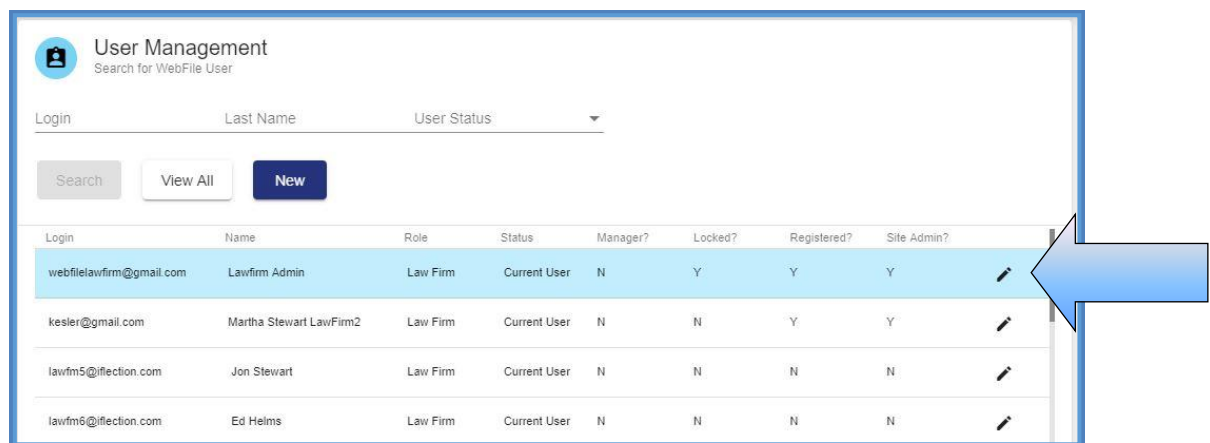 User Management
Search for WebFile User
Login Last Name User Status
Search View All New
Login Name Role Status Manager? Locked? Registered? Site Admin?
webfilelawfirm@gmail.com Lawfirm Admin Law Firm Current User N Y Y Y
kesler@gmail.com Martha Stewart LawFirm2 Law Firm Current User N N Y Y
lawfm5@iflection.com Jon Stewart Law Firm Current User N N N N
lawfm6@iflection.com Ed Helms Law Firm Current User N N N N